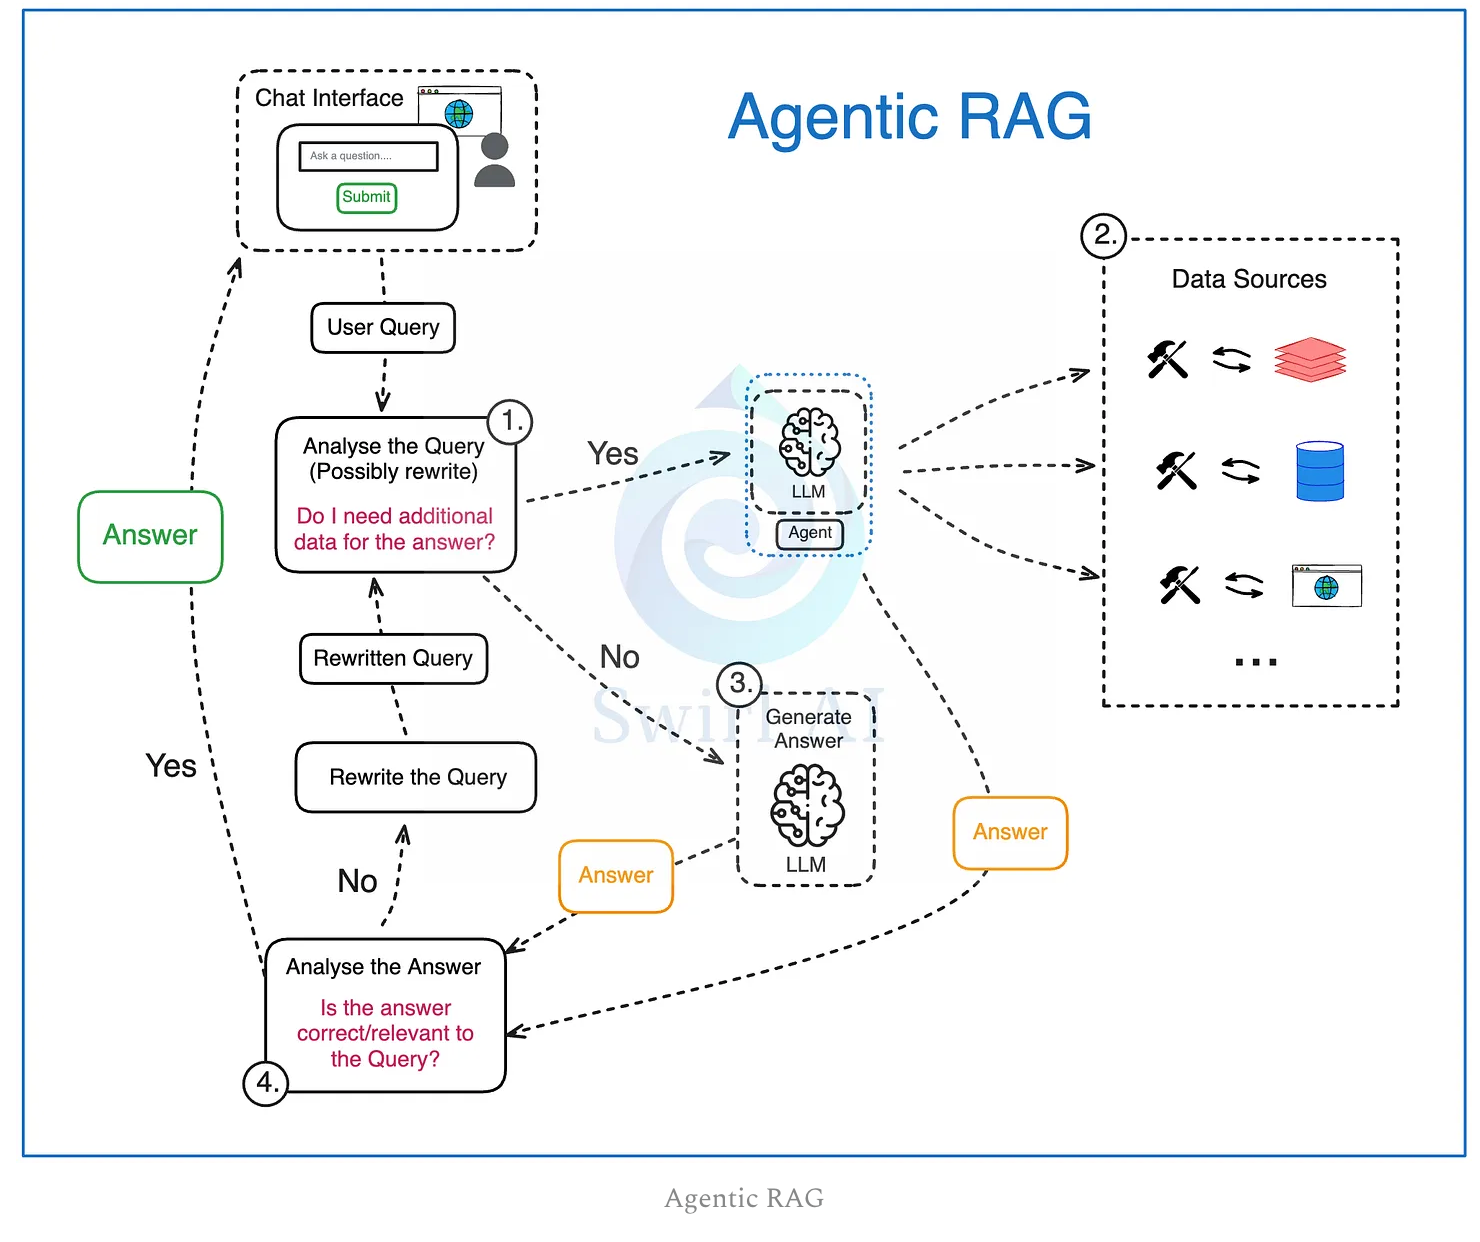 Agentic RAG
Chat Interface
Ask a question....
Submit
User Query
1.
Analyse the Query
(Possibly rewrite)
Do I need additional
data for the answer?
Yes
LLM
Agent
2.
Data Sources
...
Answer
Rewritten Query
No
3.
Generate
Answer
LLM
Swirl AI
Yes
Rewrite the Query
Answer
Answer
No
Analyse the Answer
Is the answer
correct/relevant to
the Query?
4.
Agentic RAG